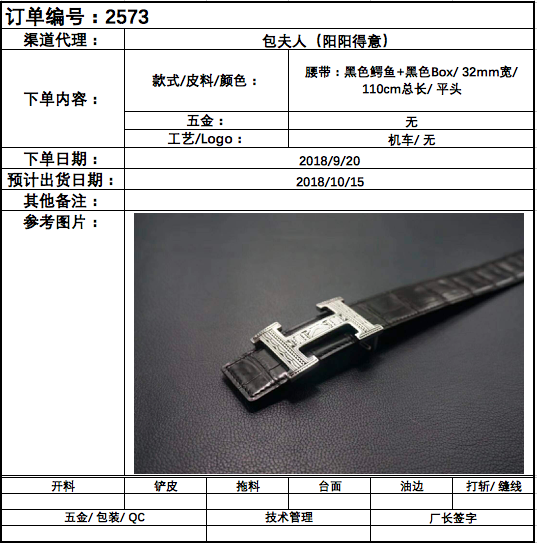 订单编号：2573
渠道代理： 包夫人（阳阳得意）
下单内容： 款式/皮料/颜色： 腰带：黑色鳄鱼+黑色Box/ 32mm宽/
110cm总长/ 平头
五金： 无
工艺/Logo： 机车/ 无
下单日期： 2018/9/20
预计出货日期： 2018/10/15
其他备注：
参考图片：
开料 铲皮 拖料 台面 油边 打斩/ 缝线
五金/ 包装/ QC 技术管理 厂长签字